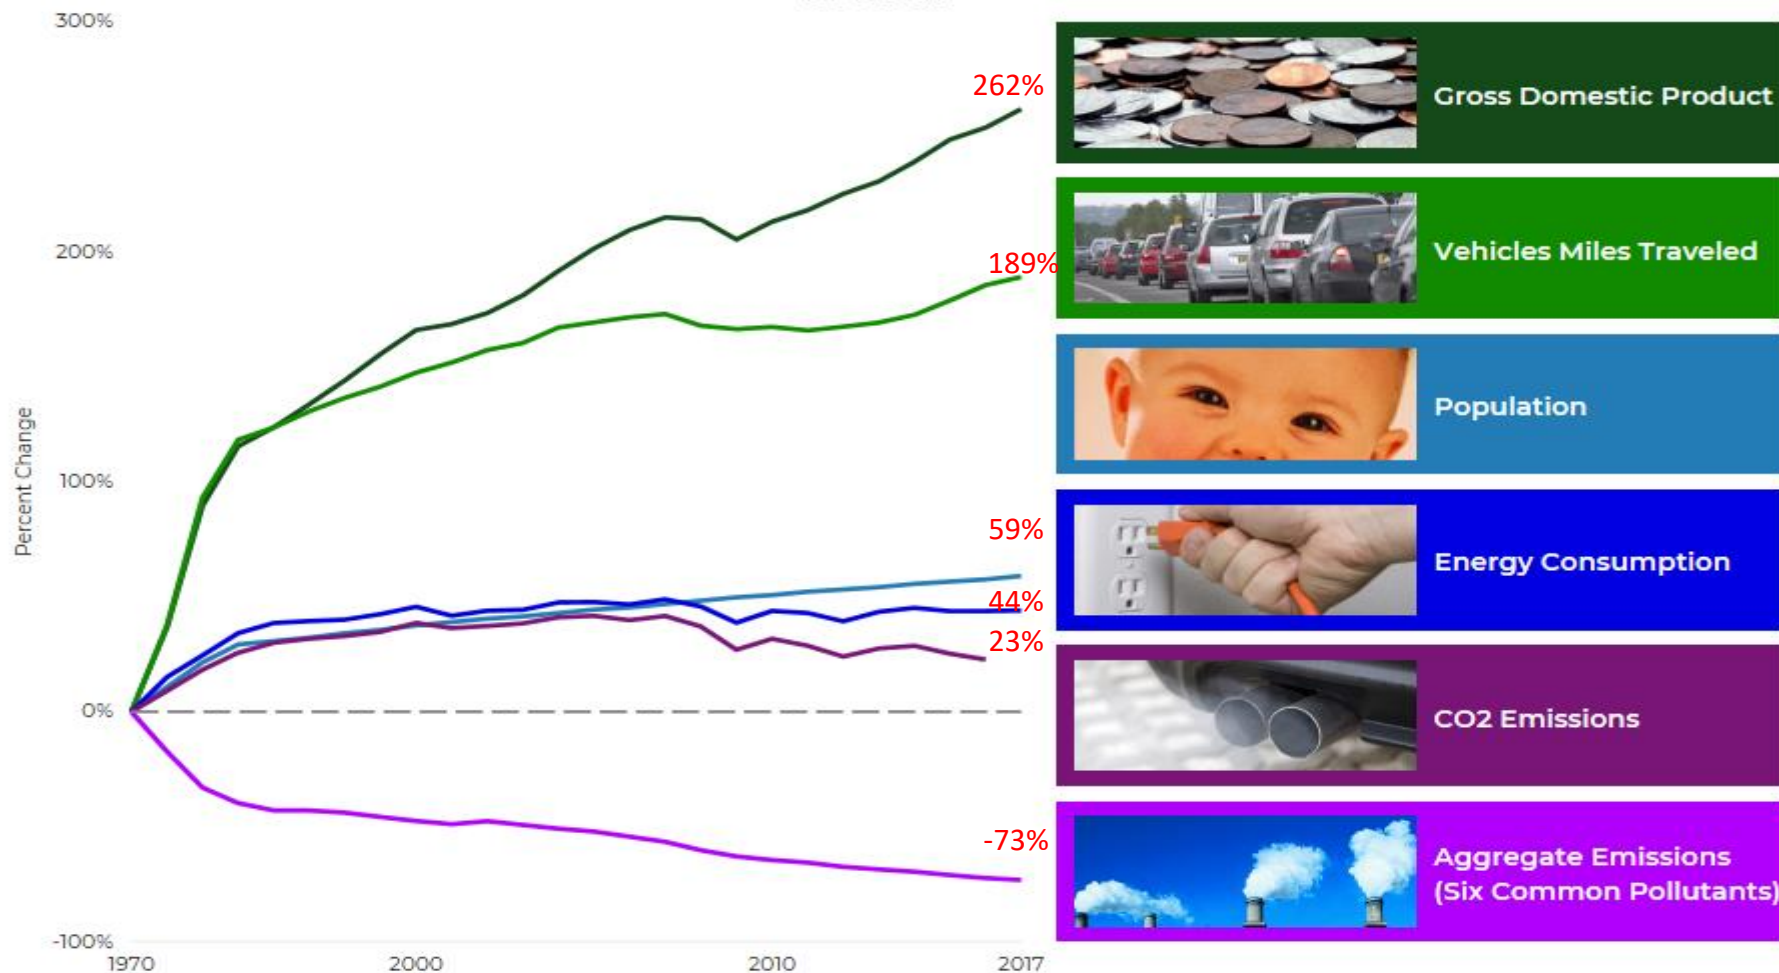 300%
262%
Gross Domestic Product
200%
189%
Vehicles Miles Traveled
Population
Percent Change
100%
59%
Energy Consumption
44%
23%
0%
CO2 Emissions
-73%
Aggregate Emissions
(Six Common Pollutants)
-100%
1970
2000
2010
2017